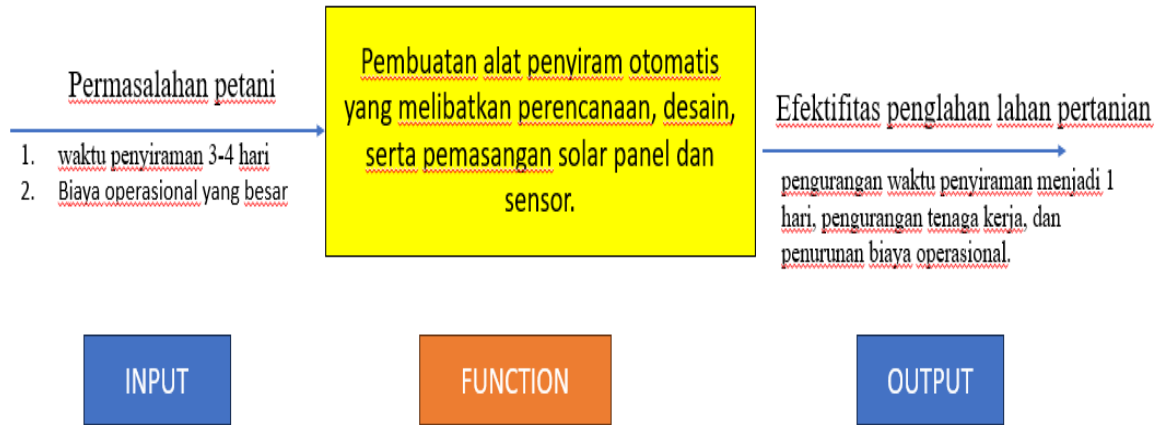 Permasalahan petani
1. waktu penyiraman 3-4 hari
2. Biaya operasional yang besar
Pembuatan alat penyiram otomatis
yang melibatkan perencanaan, desain,
serta pemasangan solar panel dan
sensor.
Efektifitas penglahan lahan pertanian
pengurangan waktu penyiraman menjadi 1
hari, pengurangan tenaga kerja, dan
penurunan biaya operasional.
INPUT
FUNCTION
OUTPUT